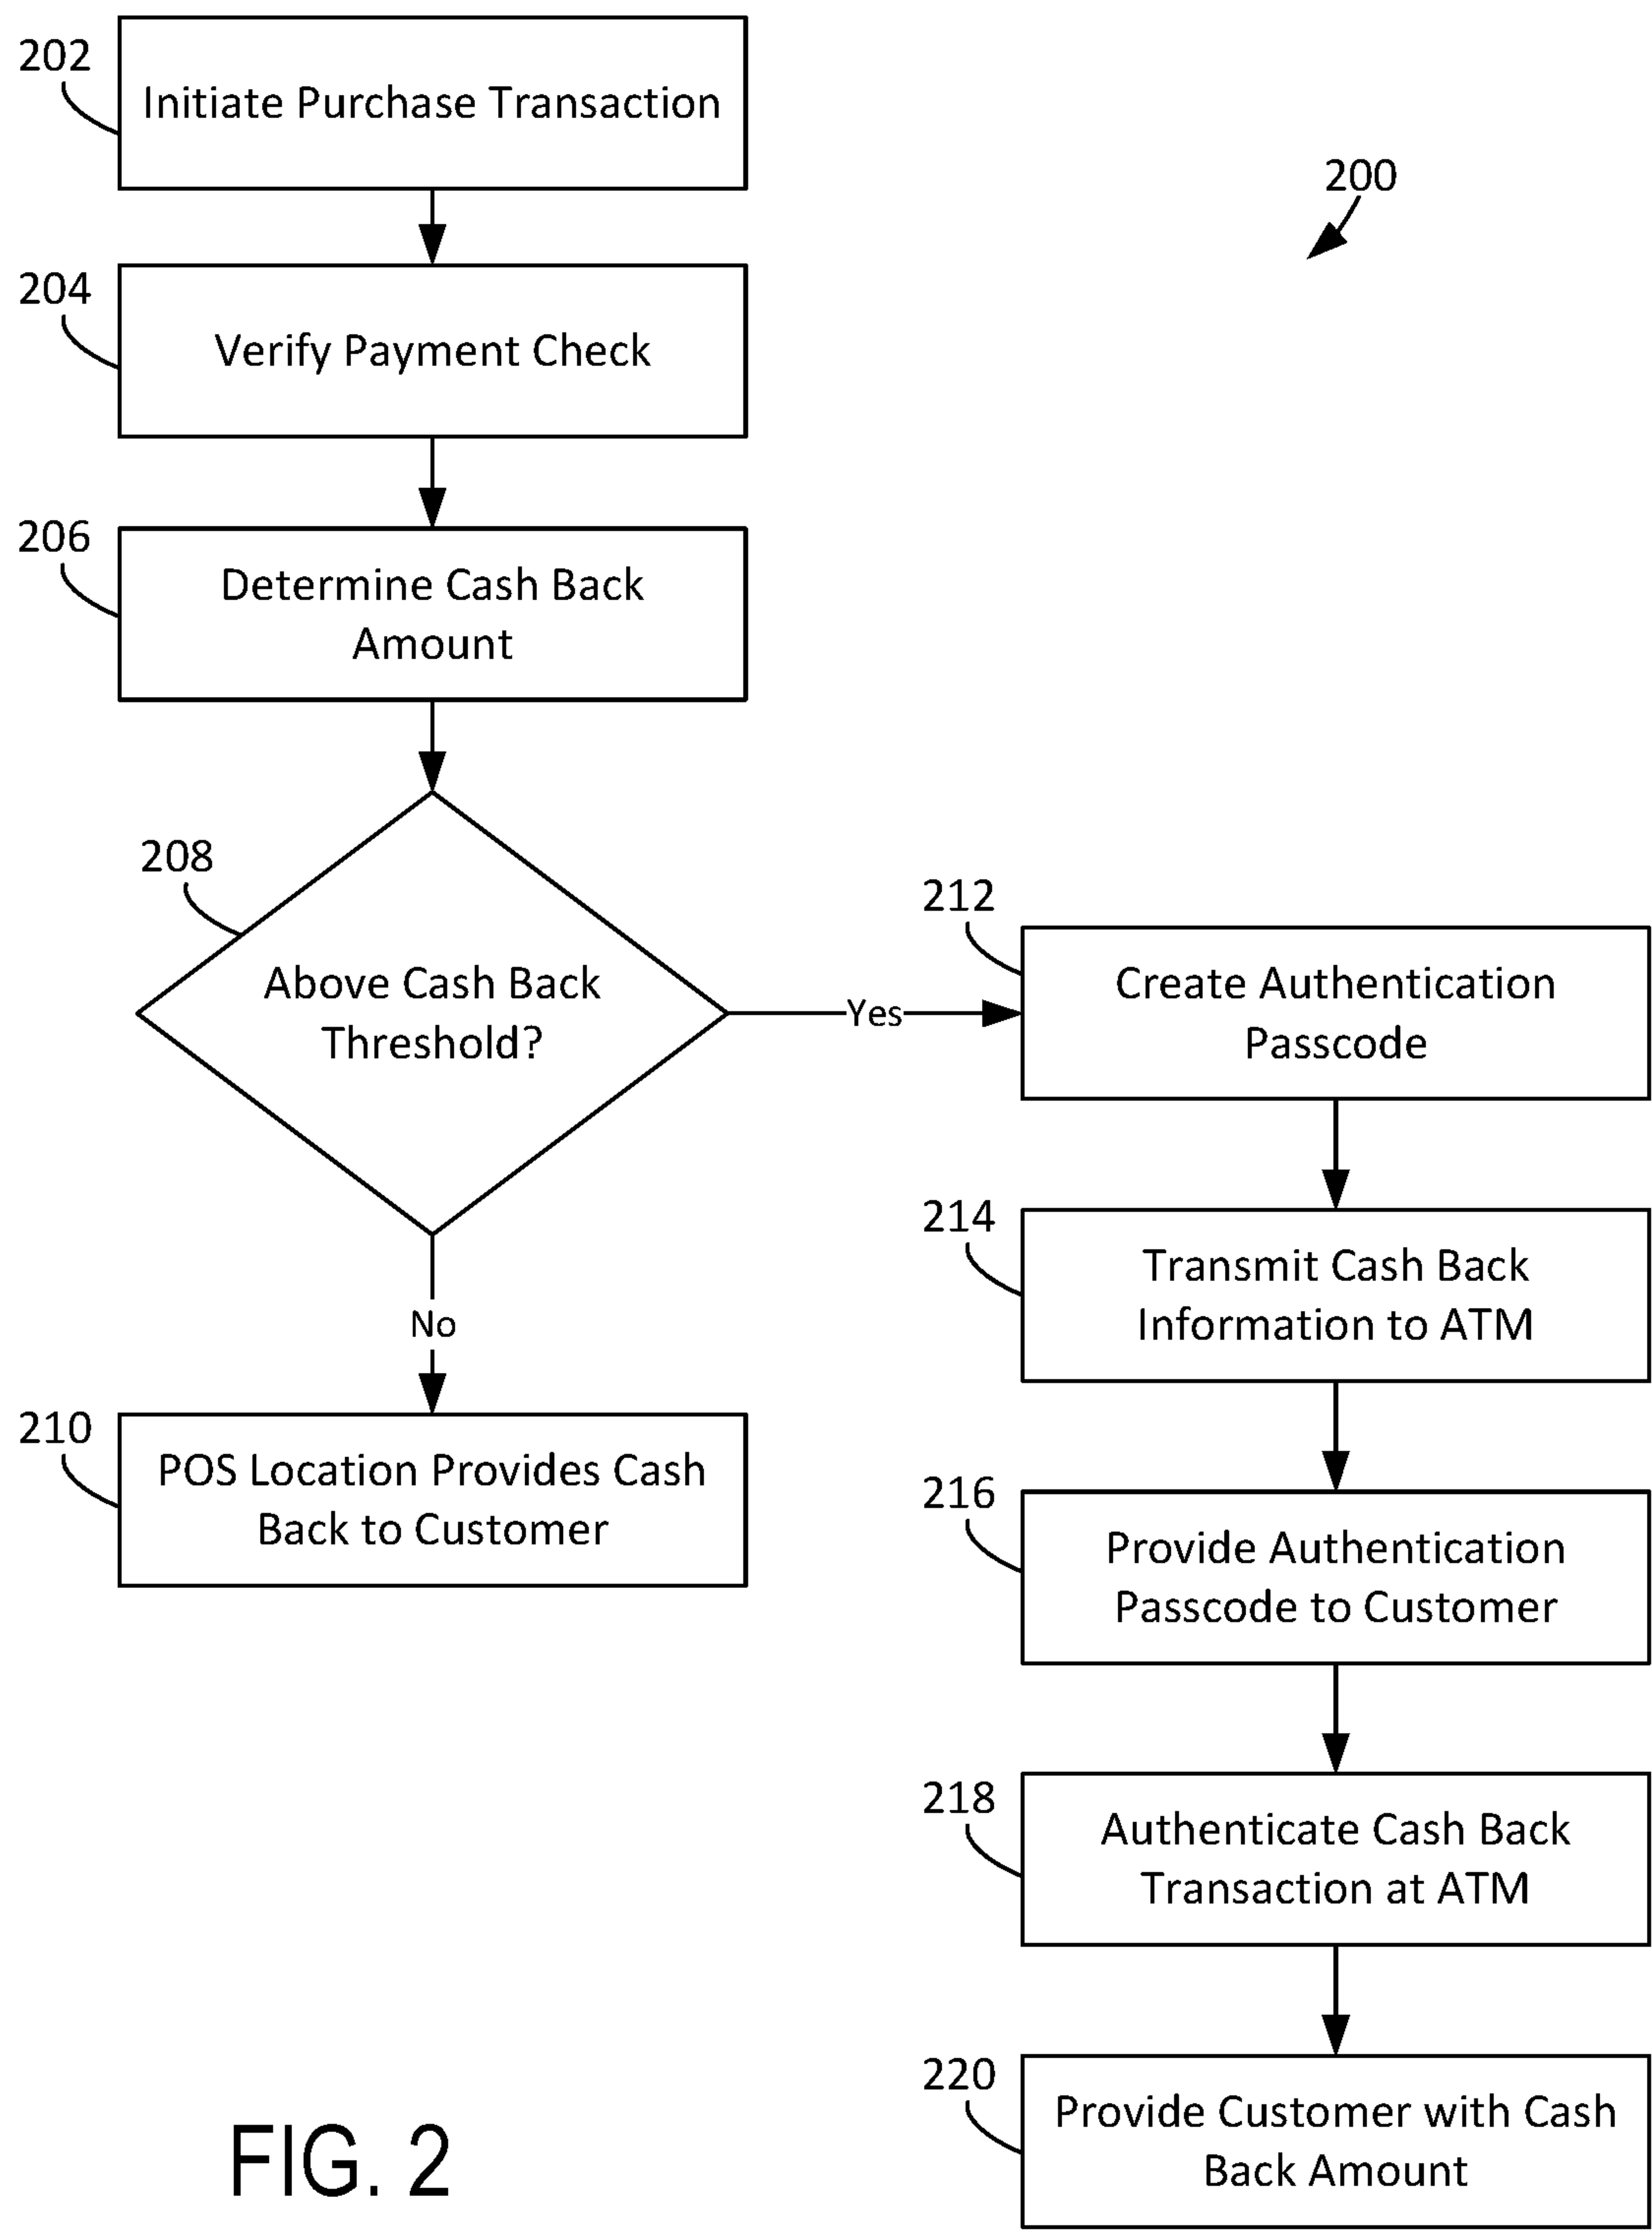 202
Initiate Purchase Transaction
200
204
Verify Payment Check
206
Determine Cash Back
Amount
208
Above Cash Back
Threshold?
Yes
No
210
POS Location Provides Cash
Back to Customer
212
Create Authentication
Passcode
214
Transmit Cash Back
Information to ATM
216
Provide Authentication
Passcode to Customer
218
Authenticate Cash Back
Transaction at ATM
220
Provide Customer with Cash
Back Amount
FIG. 2